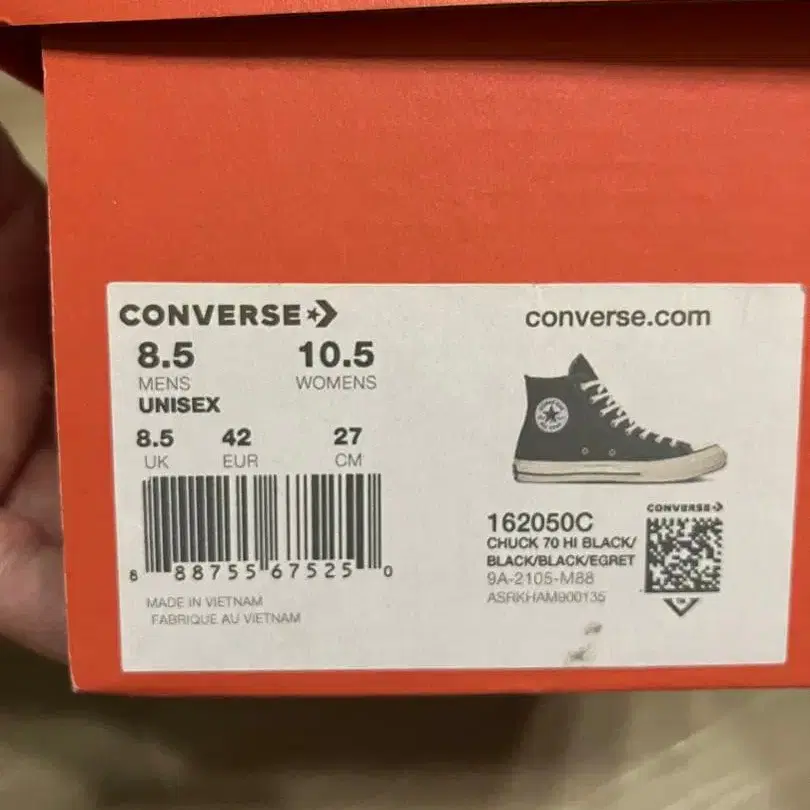 CONVERSE
converse.com
8.5 10.5
MENS WOMENS
UNISEX
8.5 42 27
UK EUR CM
8 88755 67525 0
MADE IN VIETNAM
FABRIQUE AU VIETNAM
162050C
CHUCK 70 HI BLACK/
BLACK/BLACK/EGRET
9A-2105-M88
ASRKHAM900135
CONVERSE